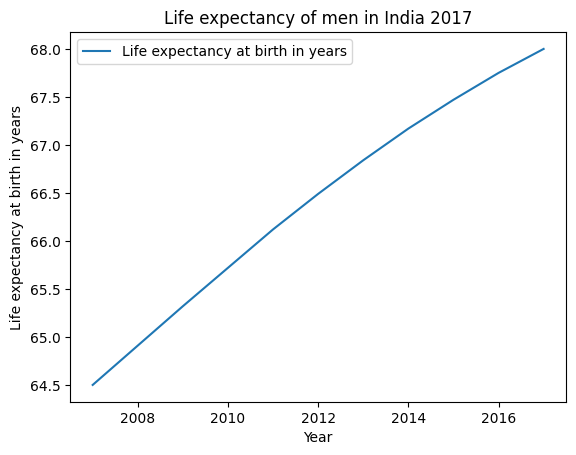 Life expectancy of men in India 2017
Life expectancy at birth in years
Life expectancy at birth in years
68.0
67.5
67.0
66.5
66.0
65.5
65.0
64.5
2008 2010 2012 2014 2016
Year